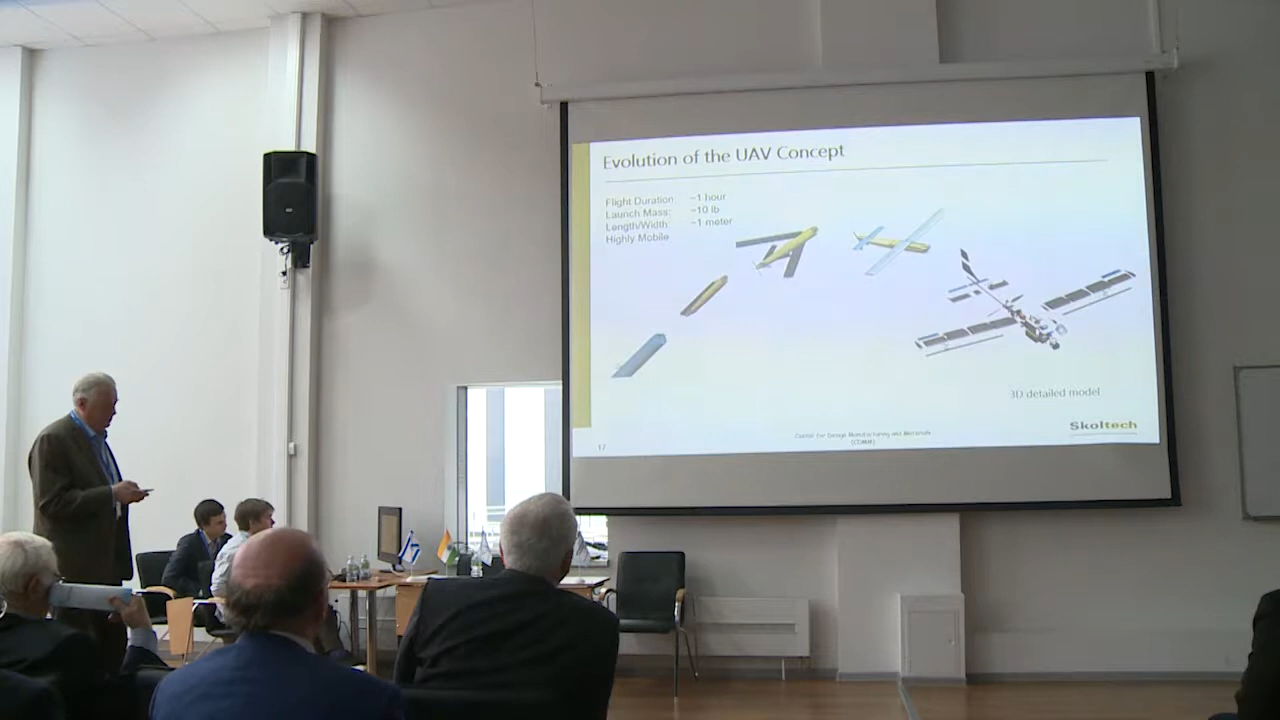 Evolution of the UAV Concept
Flight Duration: ~1 hour
Launch Mass: ~10 lb
Length/Width: ~1 meter
Highly Mobile
3D detailed model
Skoltech
17
Center for Design Manufacturing and Materials
(CDMM)